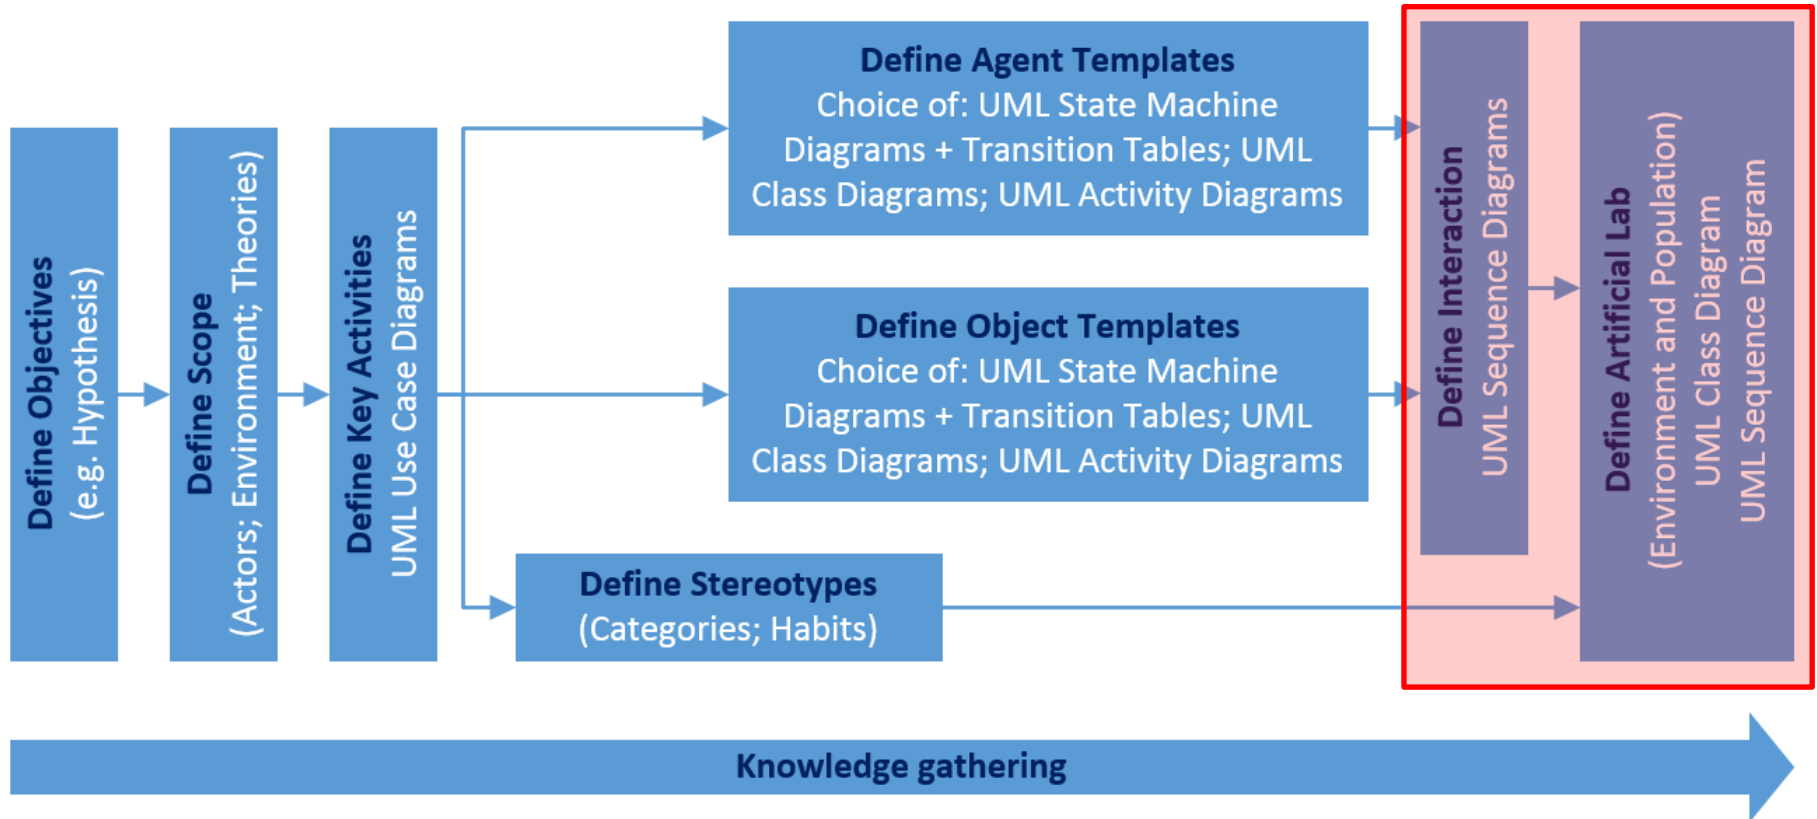 Define Objectives
(e.g. Hypothesis)
Define Scope
(Actors; Environment; Theories)
Define Key Activities
UML Use Case Diagrams
Define Agent Templates
Choice of: UML State Machine
Diagrams + Transition Tables; UML
Class Diagrams; UML Activity Diagrams
Define Object Templates
Choice of: UML State Machine
Diagrams + Transition Tables; UML
Class Diagrams; UML Activity Diagrams
Define Stereotypes
(Categories; Habits)
Define Interaction
UML Sequence Diagrams
Define Artificial Lab
(Environment and Population)
UML Class Diagram
UML Sequence Diagram
Knowledge gathering